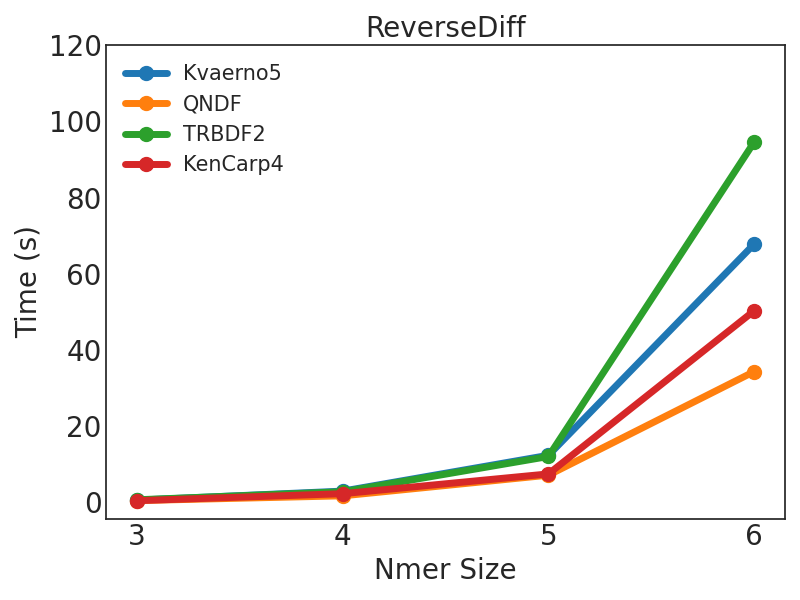 ReverseDiff
120
100
80
60
40
20
0
Time (s)
Kvaerno5
QNDF
TRBDF2
KenCarp4
3 4 5 6
Nmer Size